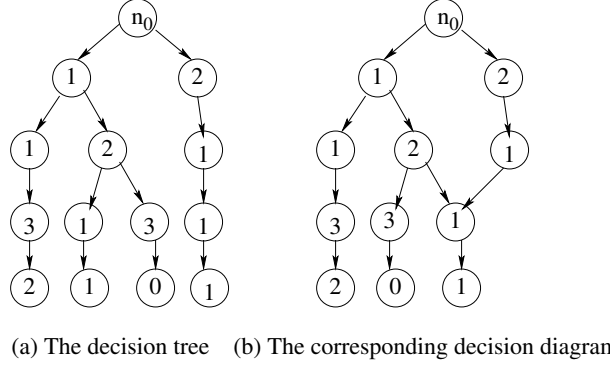 n0 n0
1 2 1 2
1 2 1 1 2 1
3 1 3 1 3 3 1
2 1 0 1 2 0 1
(a) The decision tree (b) The corresponding decision diagram